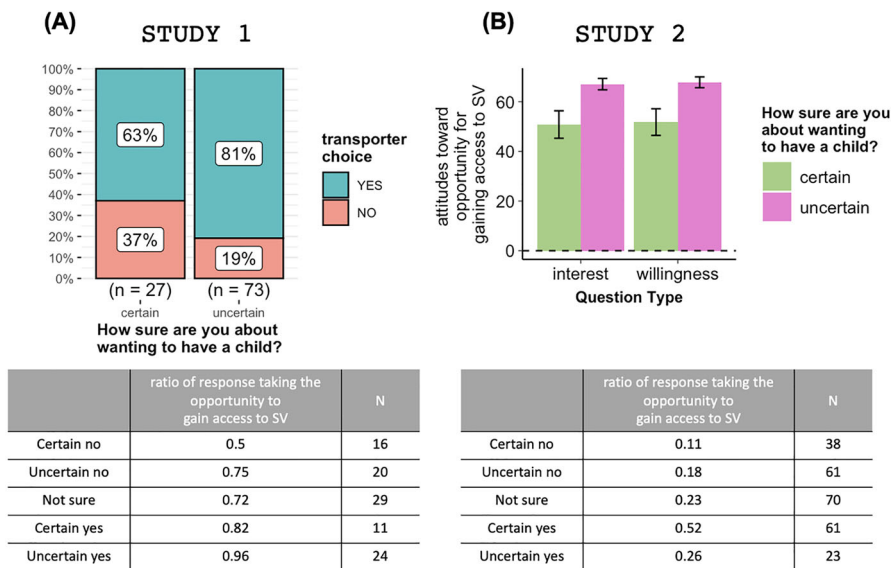 (A)
STUDY 1
100%
90%
80%
70%
60%
50%
40%
30%
20%
10%
0%
63%
37%
81%
19%
(n = 27)
(n = 73)
certain
uncertain
How sure are you about
wanting to have a child?
transporter
choice
YES
NO
(B)
STUDY 2
attitudes toward
opportunity for
gaining access to SV
60
40
20
0
interest
willingness
Question Type
How sure are you
about wanting
to have a child?
certain
uncertain
ratio of response taking the
opportunity to
gain access to SV
N
Certain no 0.5 16
Uncertain no 0.75 20
Not sure 0.72 29
Certain yes 0.82 11
Uncertain yes 0.96 24
ratio of response taking the
opportunity to
gain access to SV
N
Certain no 0.11 38
Uncertain no 0.18 61
Not sure 0.23 70
Certain yes 0.52 61
Uncertain yes 0.26 23